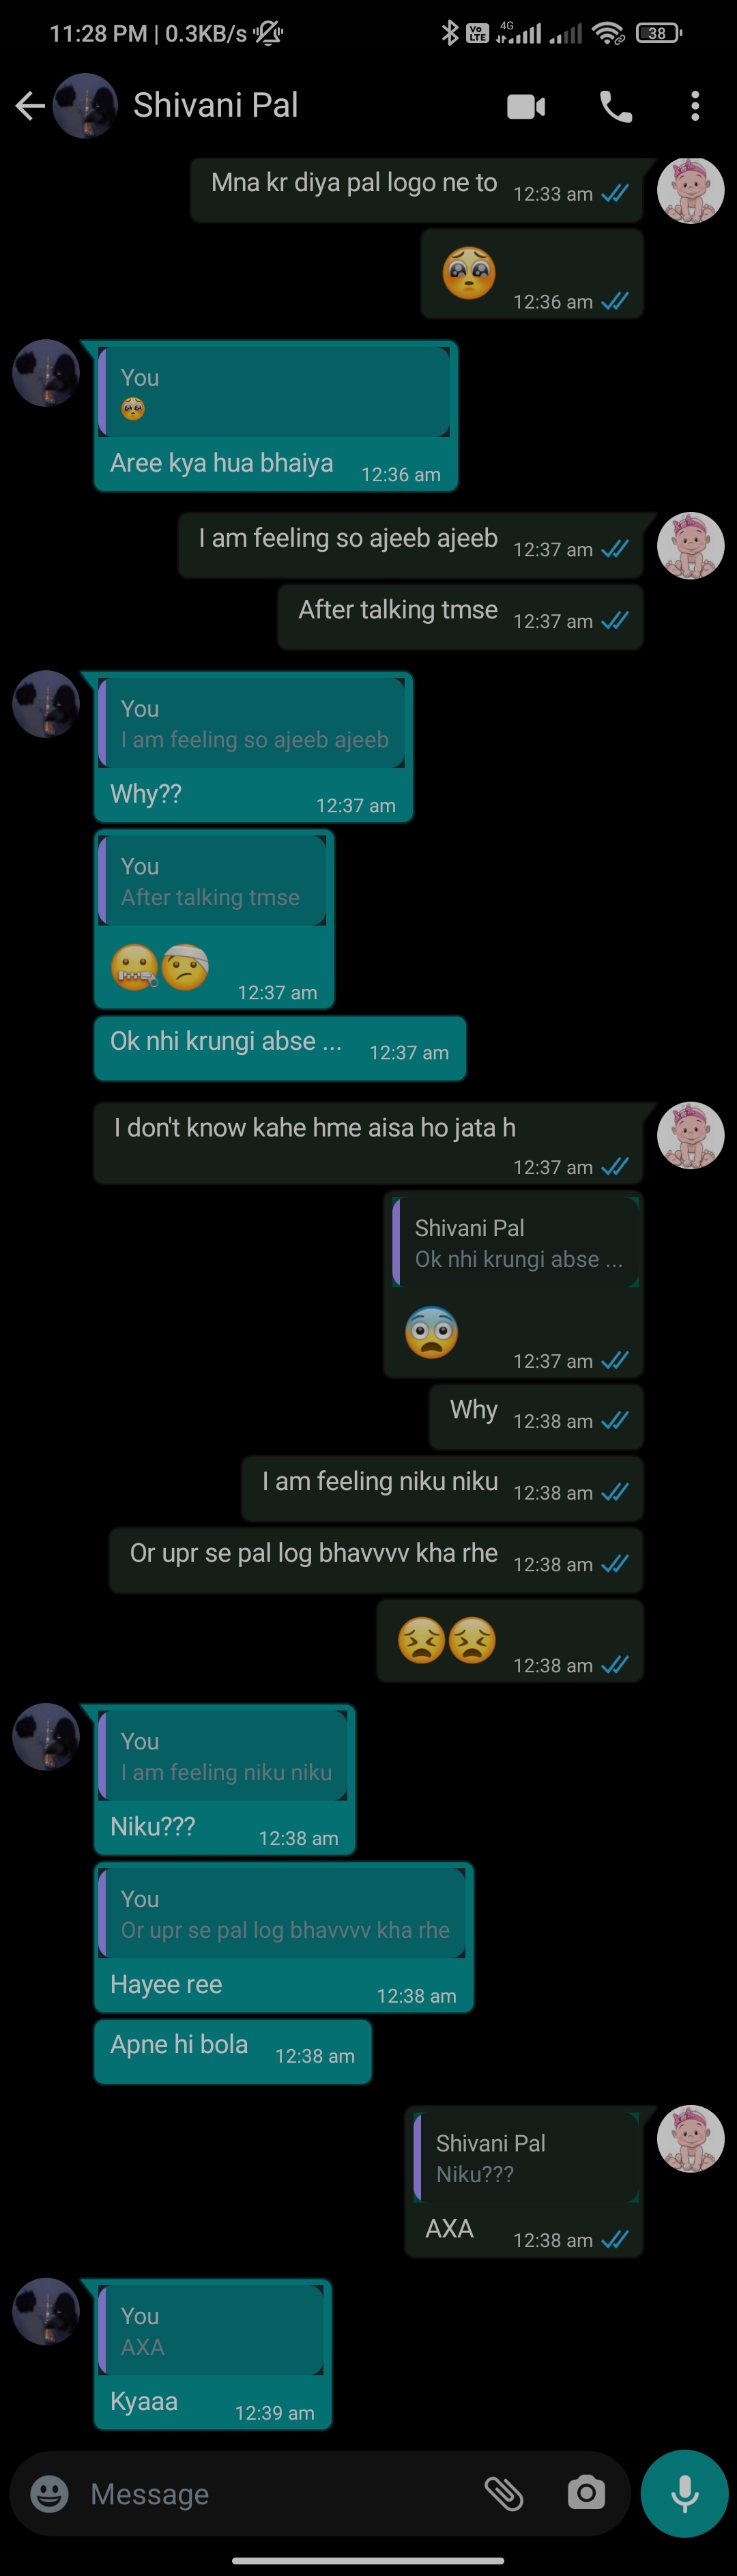 11:28 PM | 0.3KB/s
Vo LTE 4G 38
Shivani Pal
Mna kr diya pal logo ne to 12:33 am
🥺 12:36 am
You
🥺
Aree kya hua bhaiya 12:36 am
I am feeling so ajeeb ajeeb 12:37 am
After talking tmse 12:37 am
You
I am feeling so ajeeb ajeeb
Why?? 12:37 am
You
After talking tmse
🤐🤕 12:37 am
Ok nhi krungi abse ... 12:37 am
I don't know kahe hme aisa ho jata h
12:37 am
Shivani Pal
Ok nhi krungi abse ...
😨 12:37 am
Why 12:38 am
I am feeling niku niku 12:38 am
Or upr se pal log bhavvvv kha rhe 12:38 am
😣😣 12:38 am
You
I am feeling niku niku
Niku??? 12:38 am
You
Or upr se pal log bhavvvv kha rhe
Hayee ree 12:38 am
Apne hi bola 12:38 am
Shivani Pal
Niku???
AXA 12:38 am
You
AXA
Kyaaa 12:39 am
Message